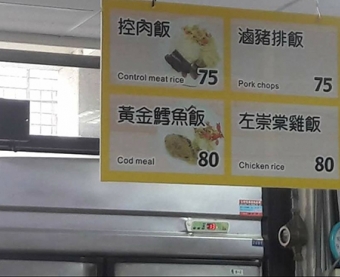 控肉飯
Control meat rice 75
滷豬排飯
Pork chops 75
黃金鱈魚飯
Cod meal 80
左崇棠雞飯
Chicken rice 80